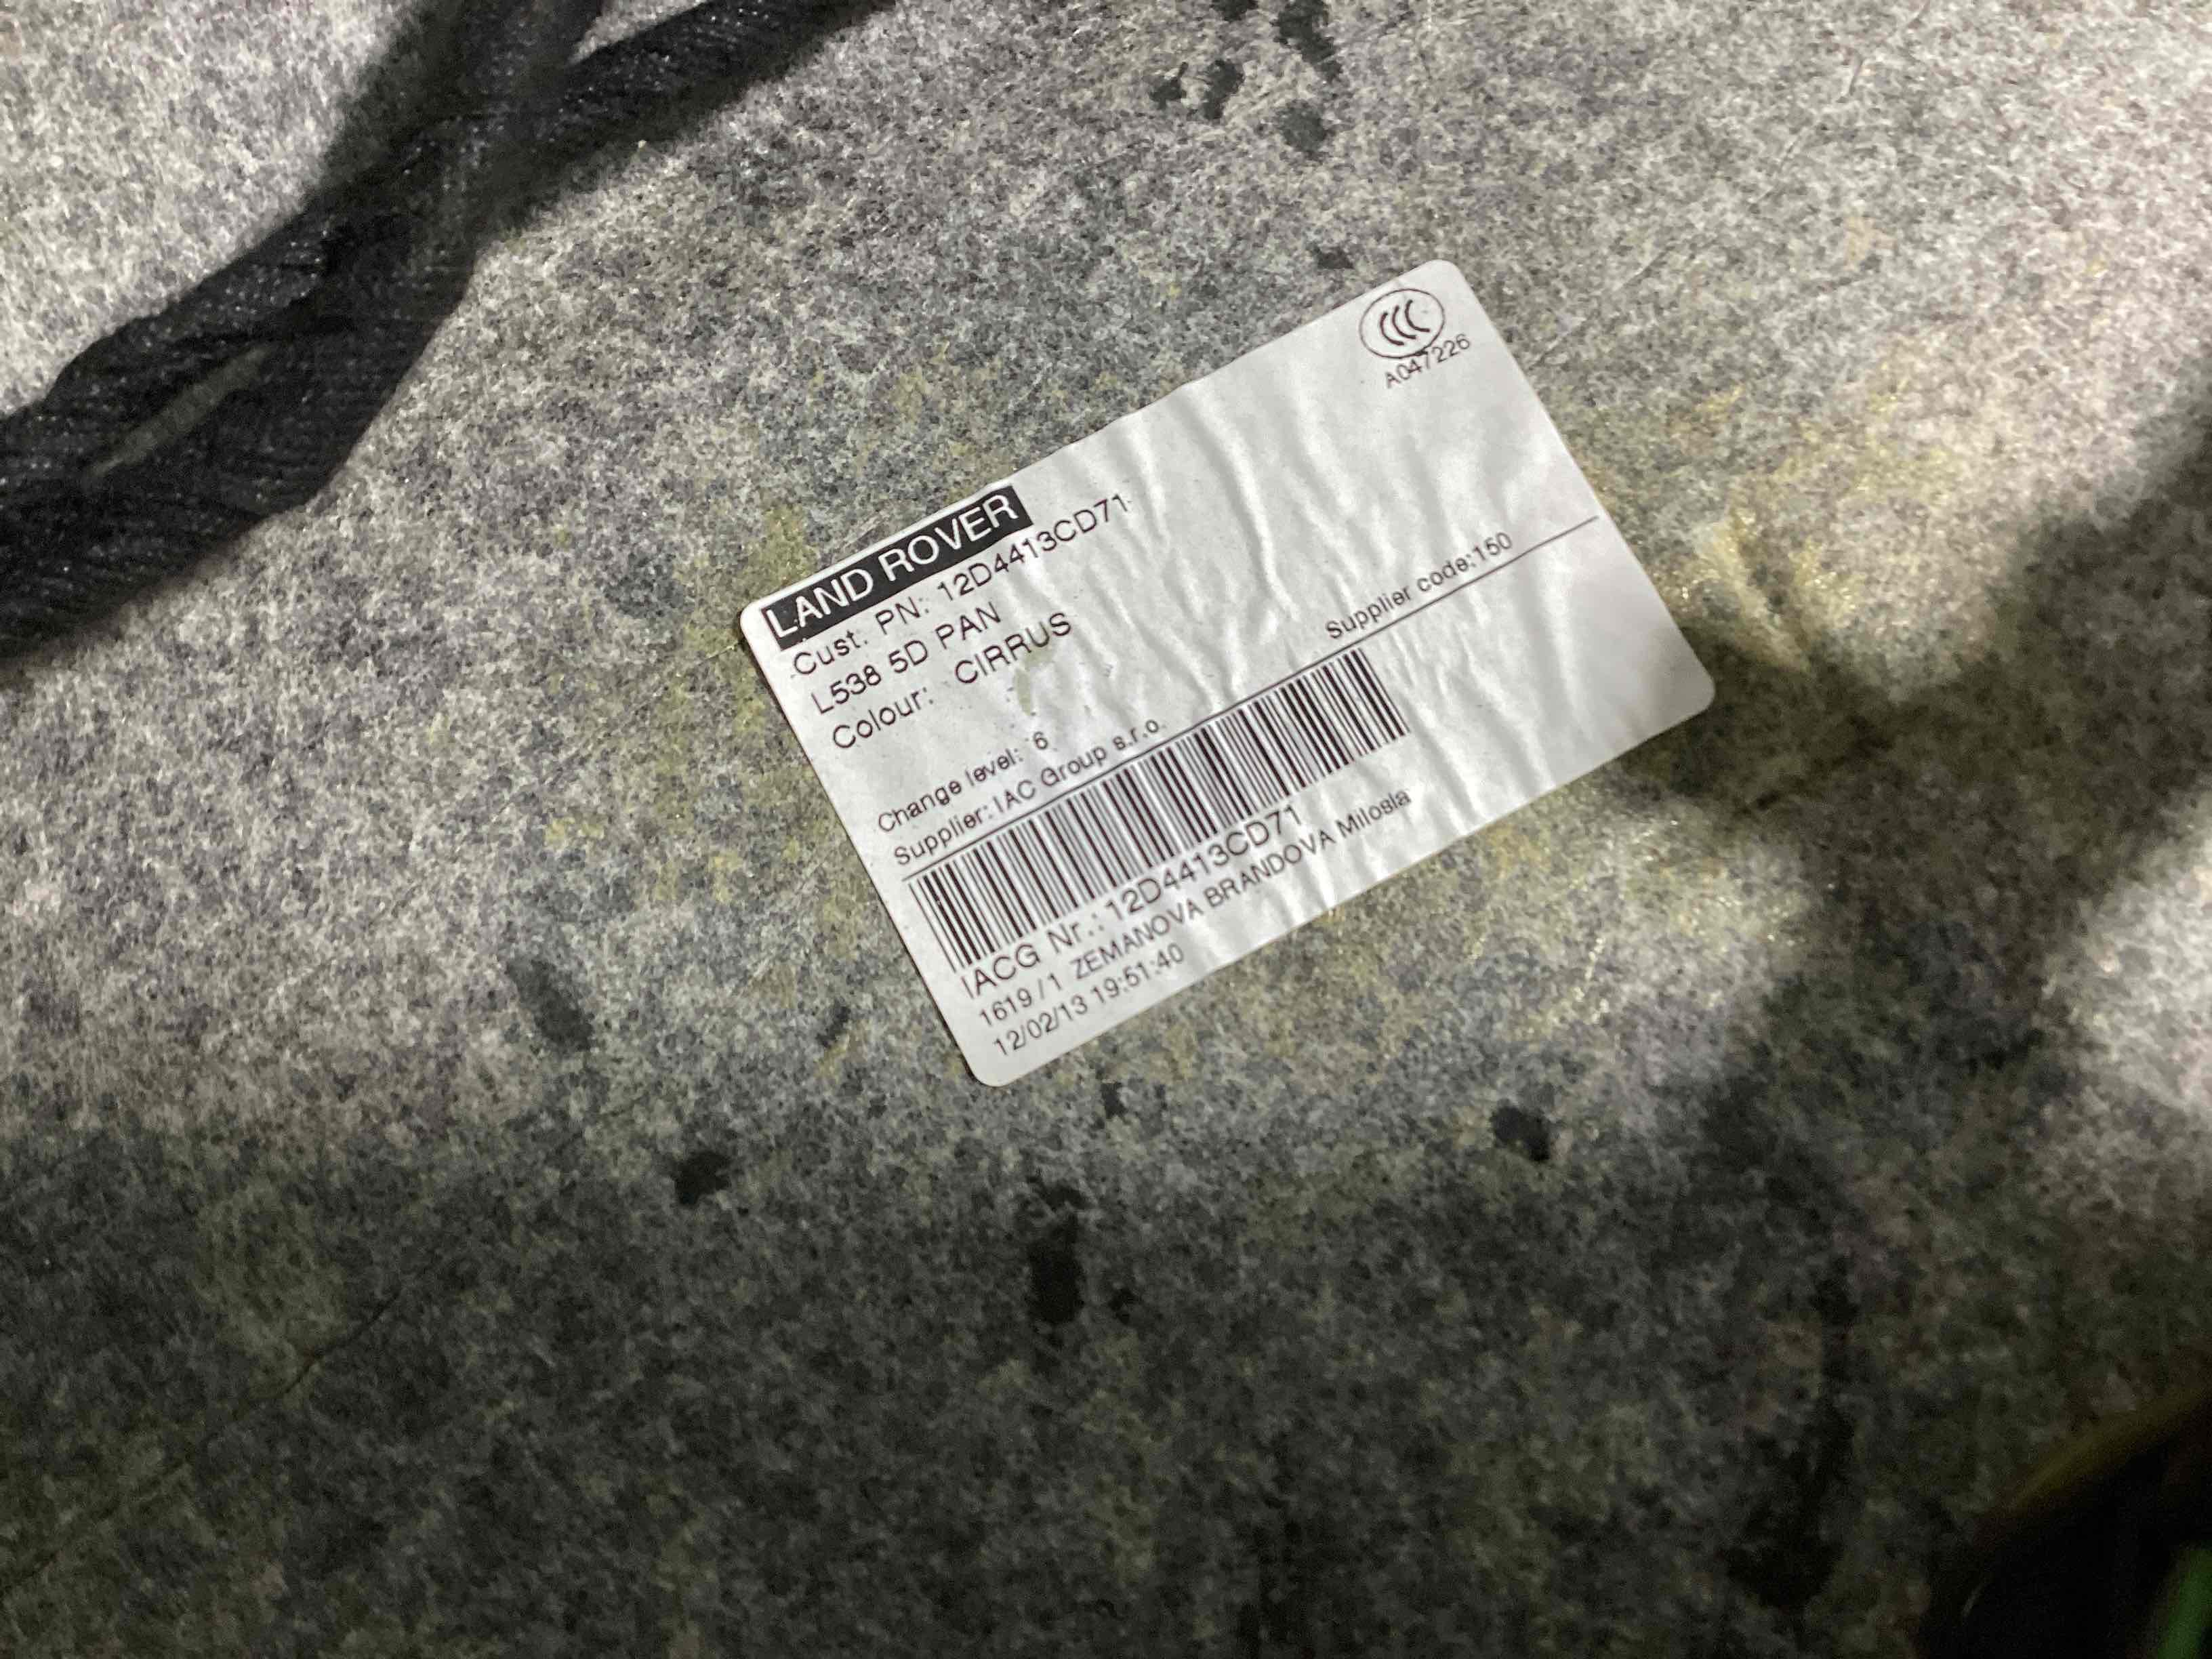 CCC
A047226
LAND ROVER
Cust. PN: 12D4413CD71
L538 5D PAN
Colour: CIRRUS
Change level: 6
Supplier: IAC Group s.r.o. Supplier code:150
IACG Nr.: 12D4413CD71
1619 / 1 ZEMANOVA BRANDOVA Milosla
12/02/13 19:51:40